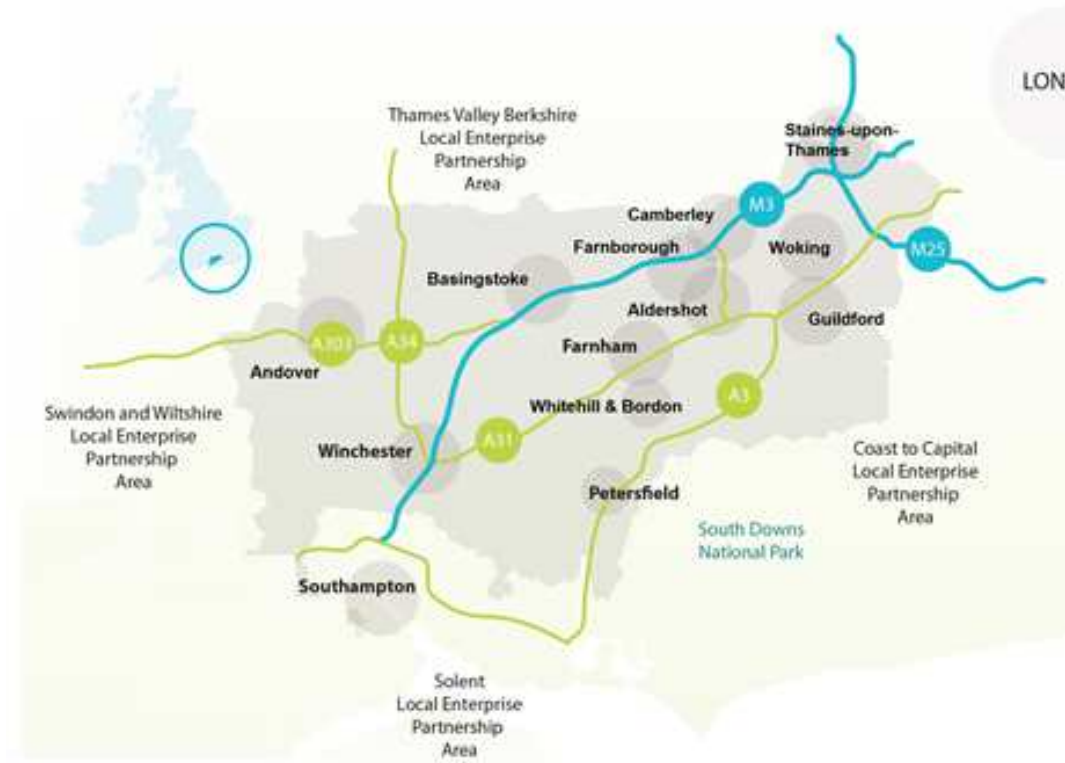 LON
Thames Valley Berkshire
Local Enterprise
Partnership
Area
Staines-upon-
Thames
M3
Camberley
Farnborough
Woking
M25
Basingstoke
Aldershot
Guildford
A303
A34
Farnham
Andover
A3
Whitehill & Bordon
Swindon and Wiltshire
Local Enterprise
Partnership
Area
A31
Winchester
Coast to Capital
Local Enterprise
Partnership
Area
Petersfield
South Downs
National Park
Southampton
Solent
Local Enterprise
Partnership
Area